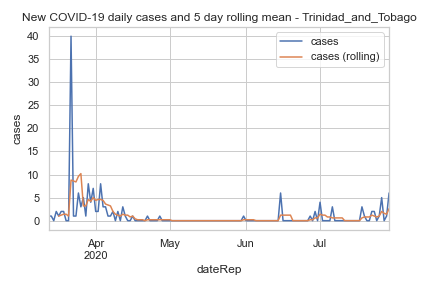 New COVID-19 daily cases and 5 day rolling mean - Trinidad_and_Tobago
cases
cases (rolling)
40
35
30
25
20
15
10
5
0
cases
Apr
2020
May
Jun
Jul
dateRep